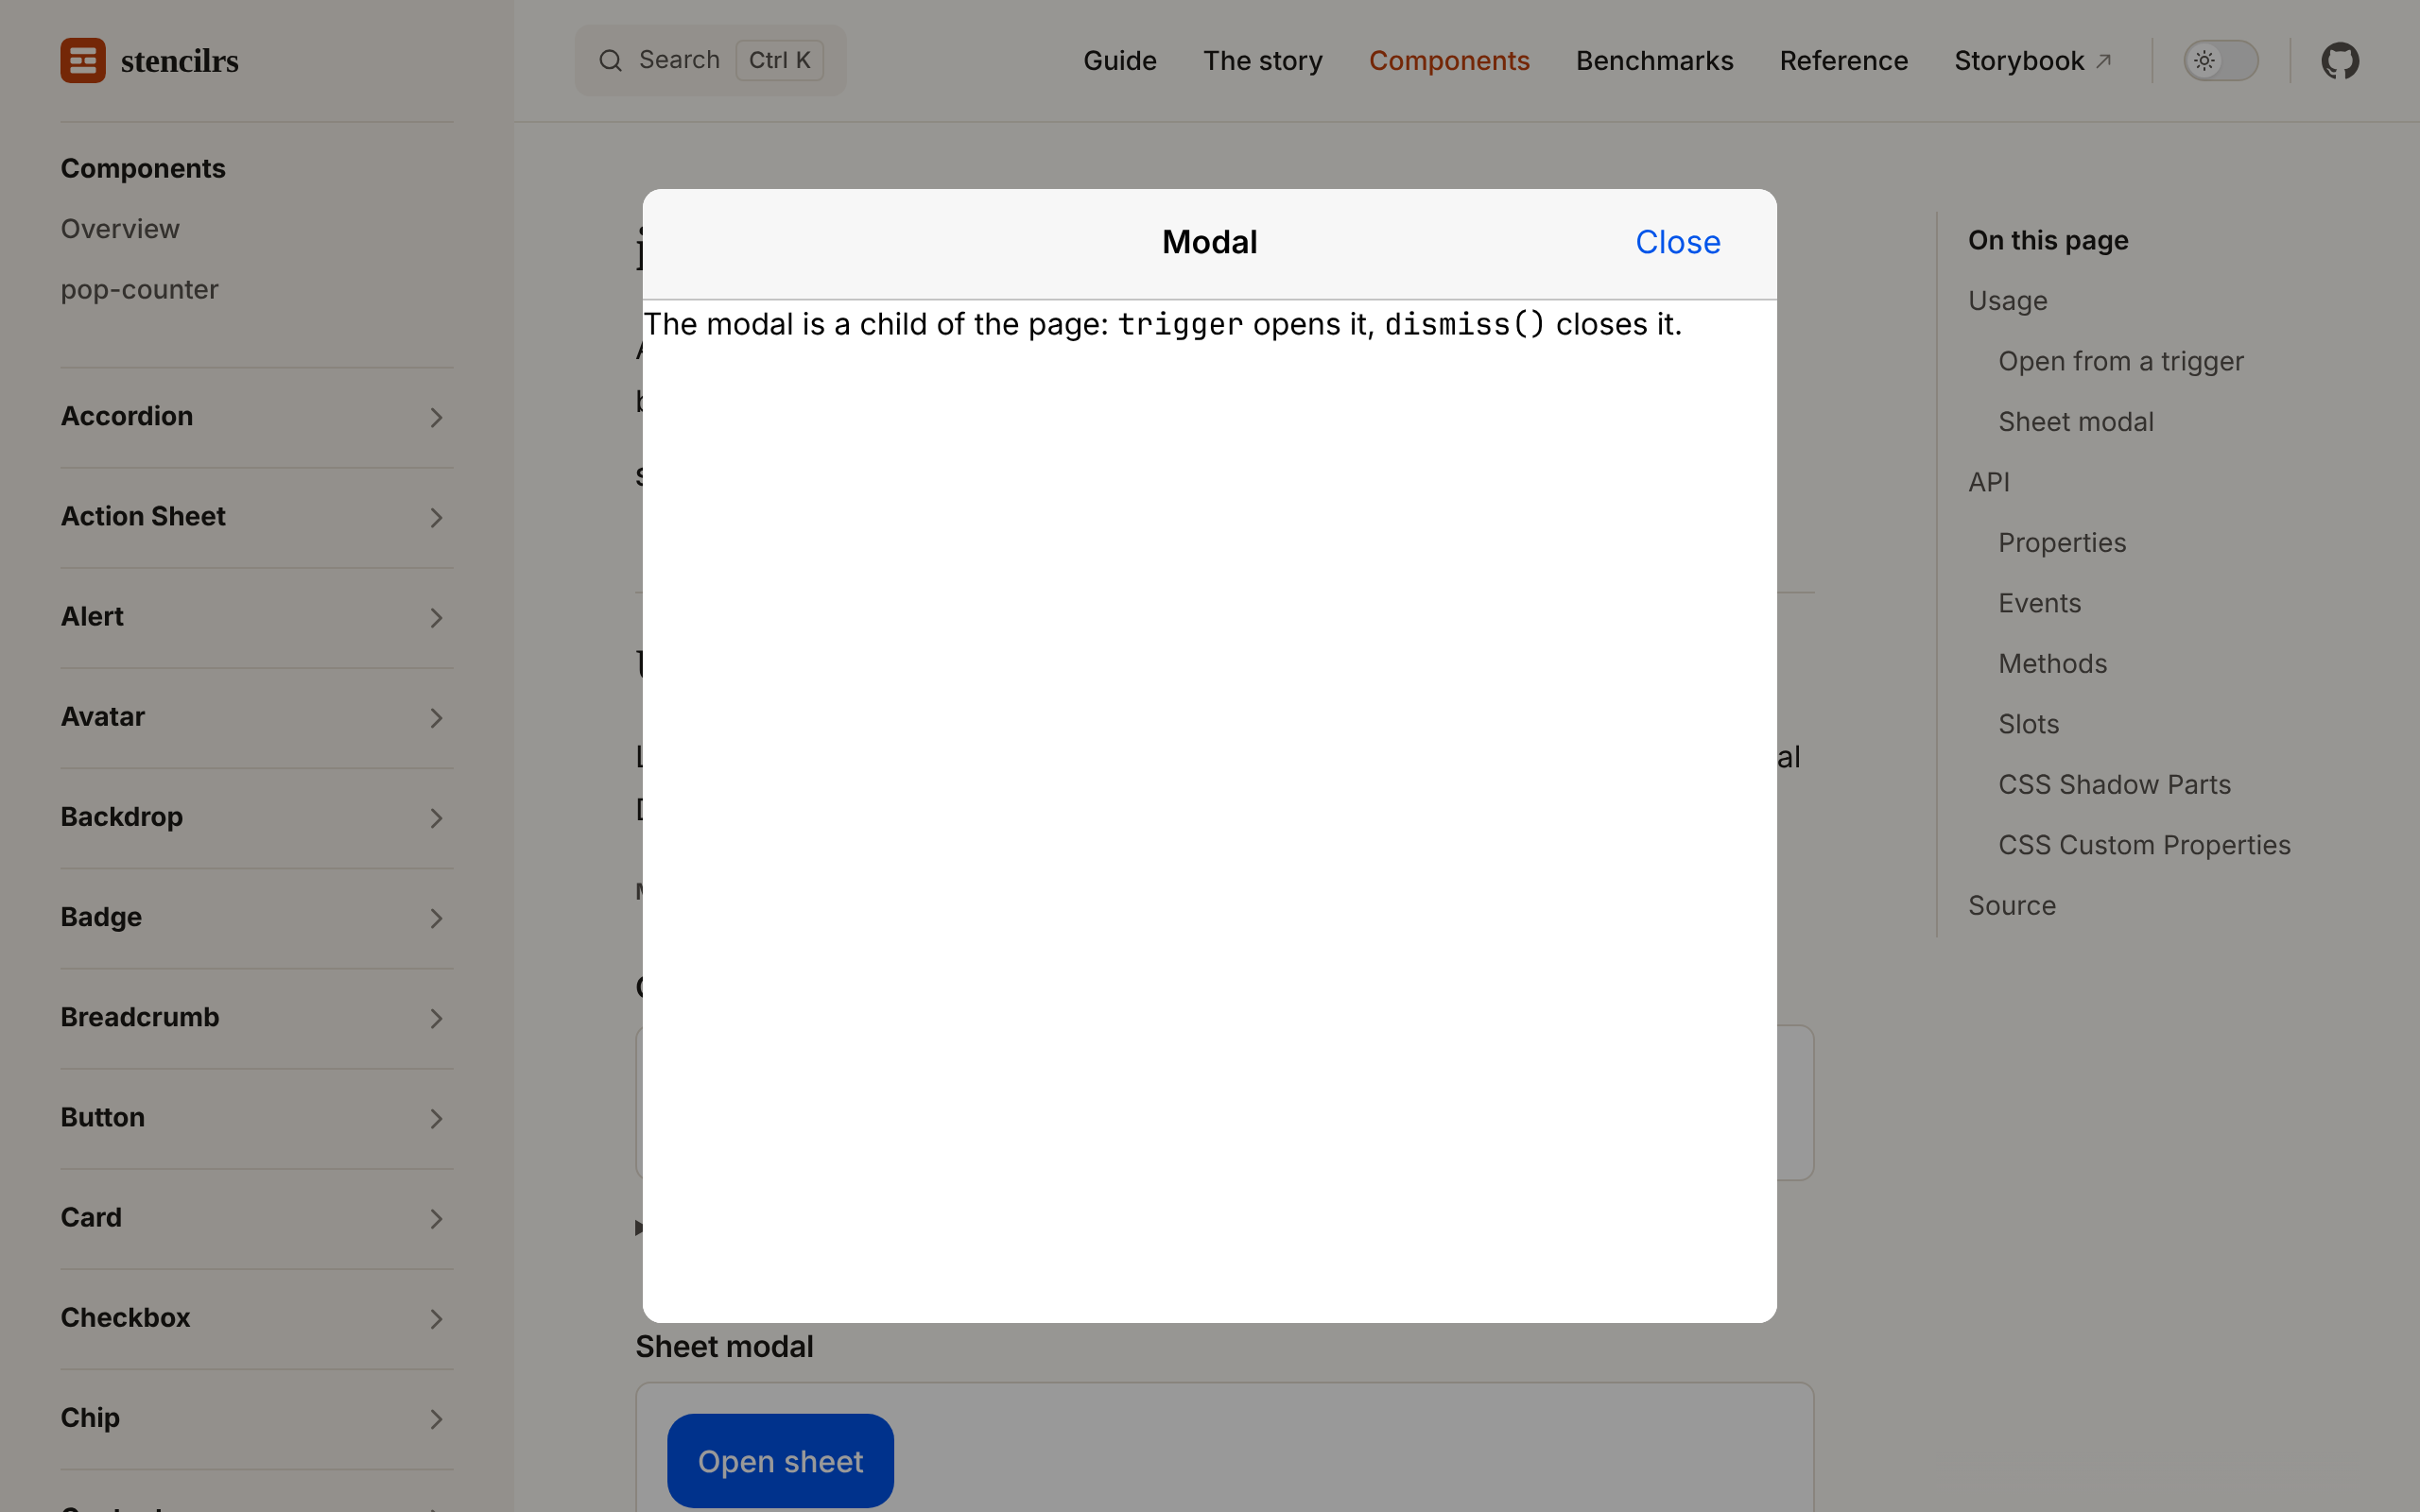 stencilrs
Search Ctrl K
Guide
The story
Components
Benchmarks
Reference
Storybook
Components
Overview
pop-counter
Accordion
Action Sheet
Alert
Avatar
Backdrop
Badge
Breadcrumb
Button
Card
Checkbox
Chip
Modal
Close
The modal is a child of the page: trigger opens it, dismiss() closes it.
al
Sheet modal
Open sheet
On this page
Usage
Open from a trigger
Sheet modal
API
Properties
Events
Methods
Slots
CSS Shadow Parts
CSS Custom Properties
Source